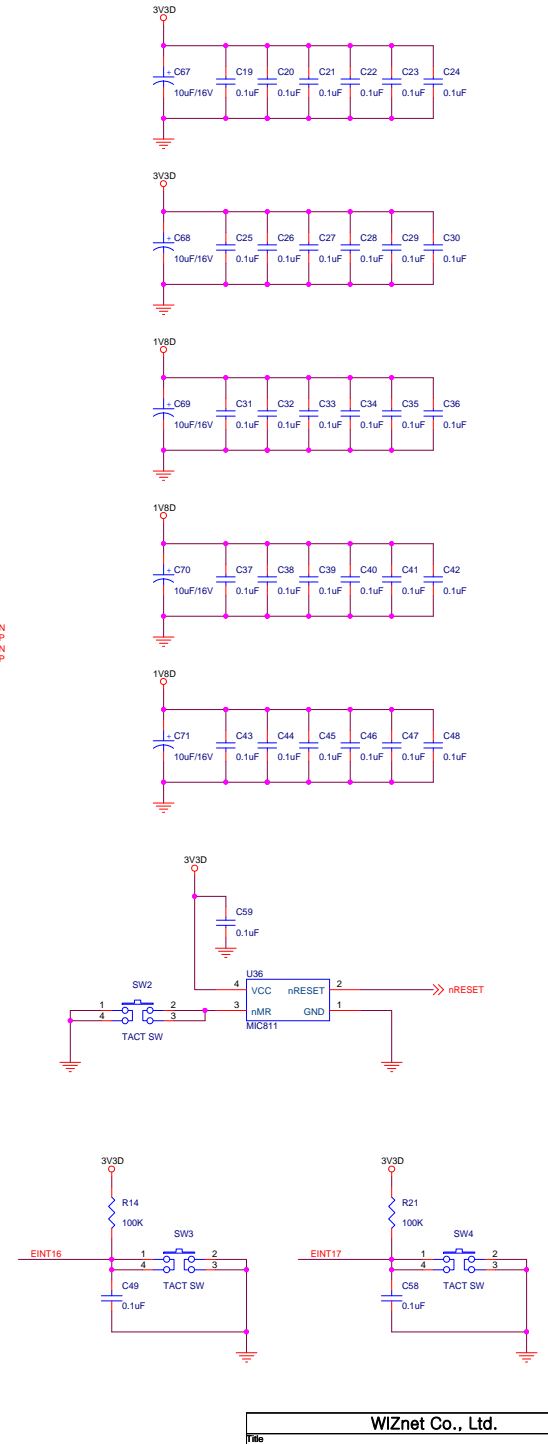 3V3D
C67 C19 C20 C21 C22 C23 C24
+
10uF/16V 0.1uF 0.1uF 0.1uF 0.1uF 0.1uF 0.1uF
3V3D
C68 C25 C26 C27 C28 C29 C30
+
10uF/16V 0.1uF 0.1uF 0.1uF 0.1uF 0.1uF 0.1uF
1V8D
C69 C31 C32 C33 C34 C35 C36
+
10uF/16V 0.1uF 0.1uF 0.1uF 0.1uF 0.1uF 0.1uF
1V8D
C70 C37 C38 C39 C40 C41 C42
+
10uF/16V 0.1uF 0.1uF 0.1uF 0.1uF 0.1uF 0.1uF
N
P
N
P
1V8D
C71 C43 C44 C45 C46 C47 C48
+
10uF/16V 0.1uF 0.1uF 0.1uF 0.1uF 0.1uF 0.1uF
3V3D
C59
0.1uF
U36
SW2
4 VCC nRESET 2 nRESET
1 2 3 nMR GND 1
4 3
MIC811
TACT SW
3V3D 3V3D
R14 R21
100K 100K
SW3 SW4
EINT16 1 2 EINT17 1 2
4 3 4 3
C49 TACT SW C58 TACT SW
0.1uF 0.1uF
WIZnet Co., Ltd.
Title